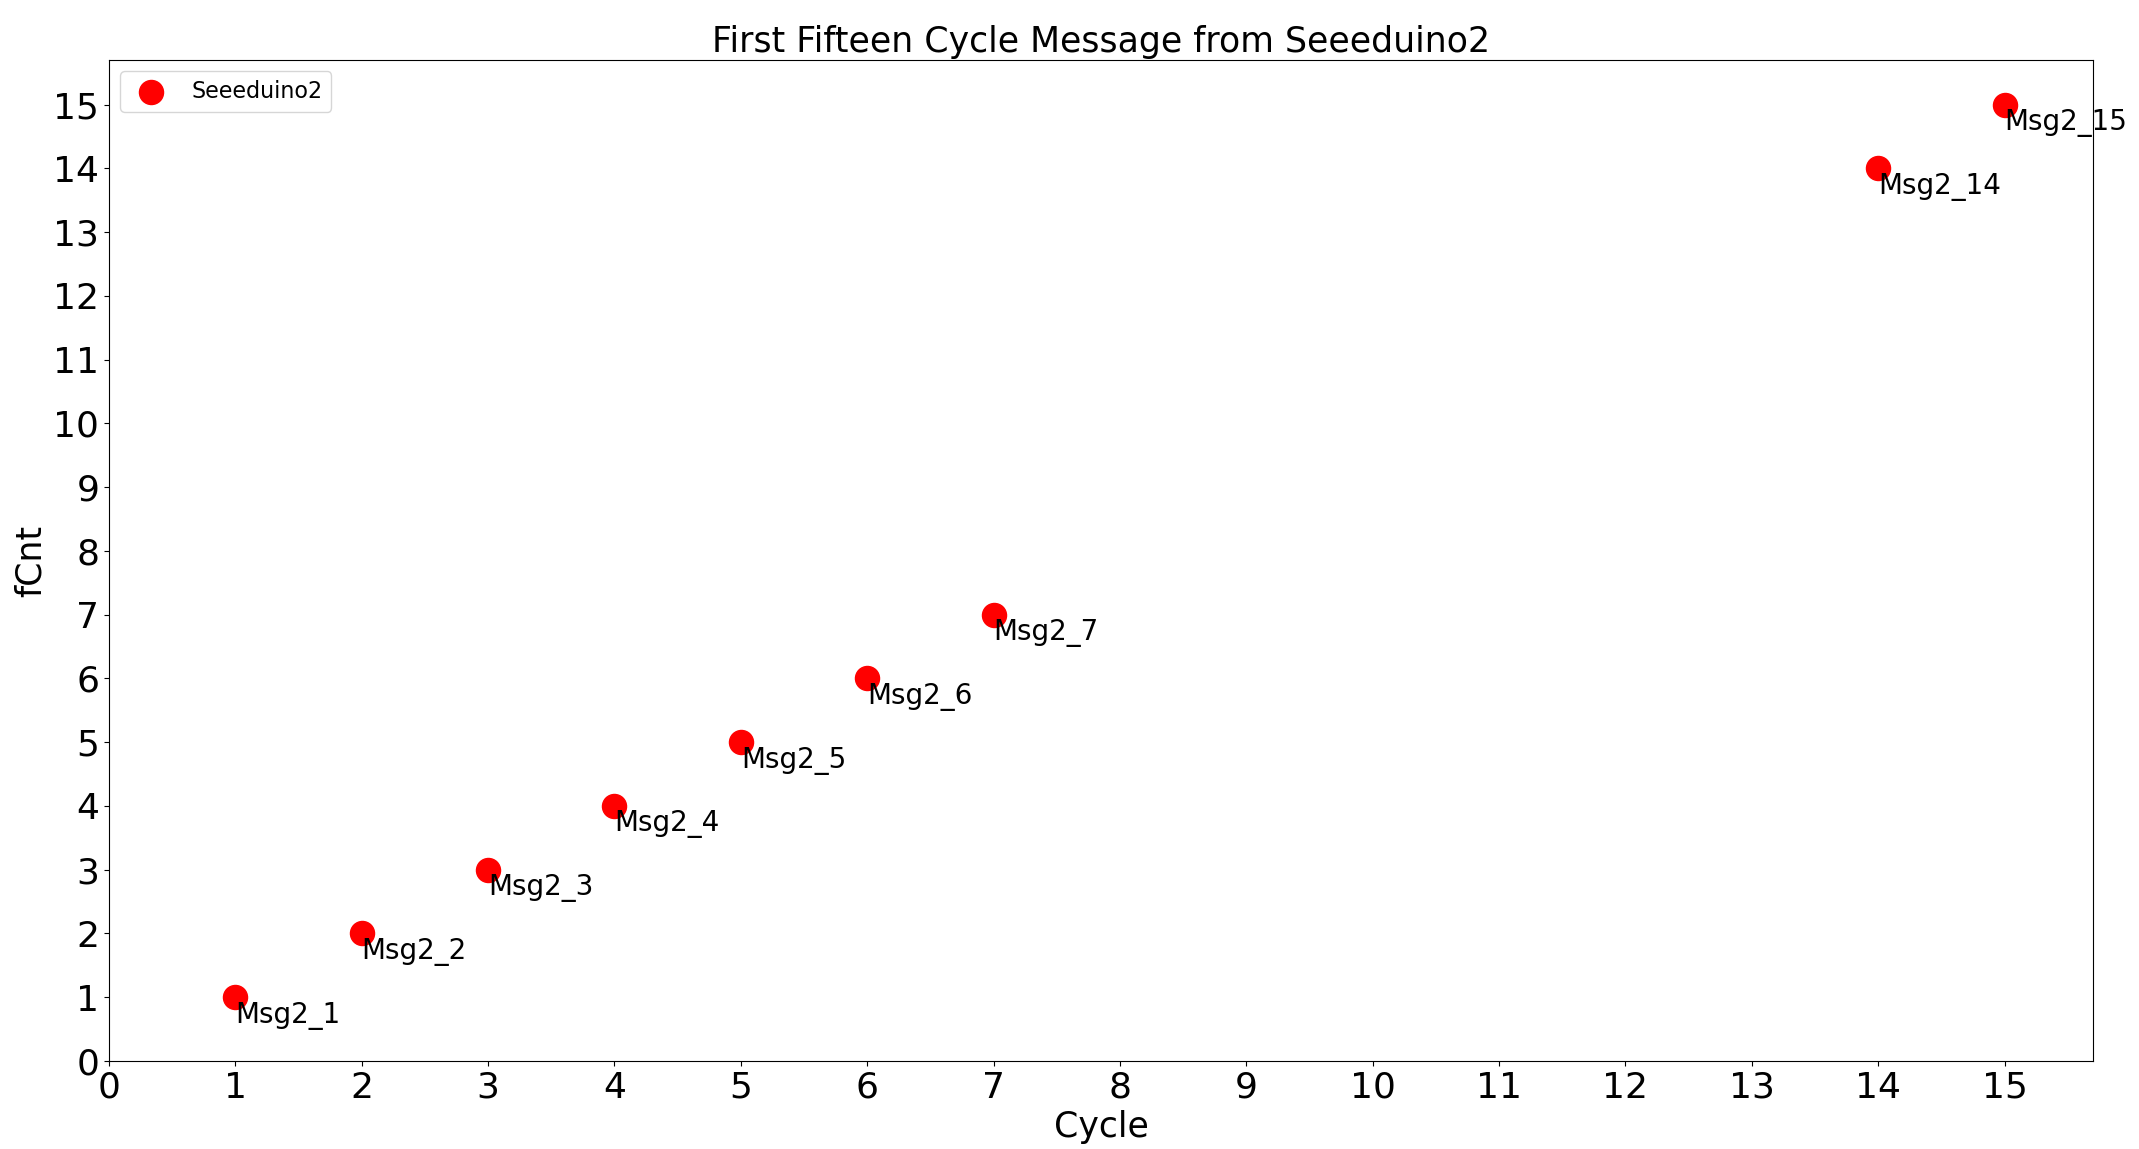 First Fifteen Cycle Message from Seeeduino2
Seeeduino2
15
Msg2_15
14
Msg2_14
13
12
11
10
9
8
fCnt
7
Msg2_7
6
Msg2_6
5
Msg2_5
4
Msg2_4
3
Msg2_3
2
Msg2_2
1
Msg2_1
0
0 1 2 3 4 5 6 7 8 9 10 11 12 13 14 15
Cycle